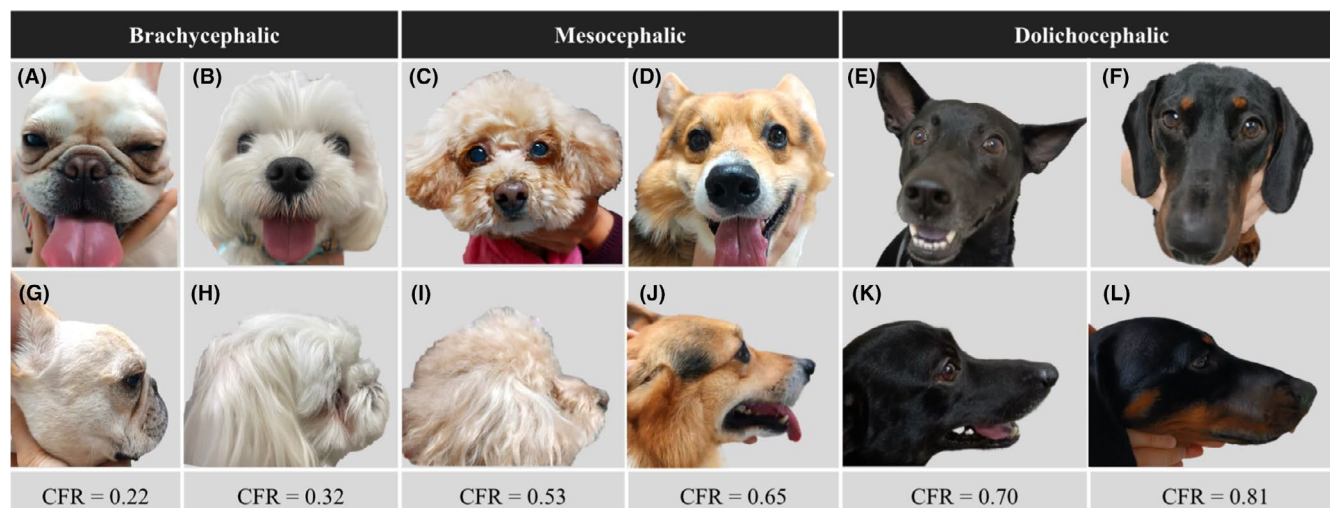 Brachycephalic Mesocephalic Dolichocephalic
(A) (B) (C) (D) (E) (F)
(G) (H) (I) (J) (K) (L)
CFR = 0.22 CFR = 0.32 CFR = 0.53 CFR = 0.65 CFR = 0.70 CFR = 0.81